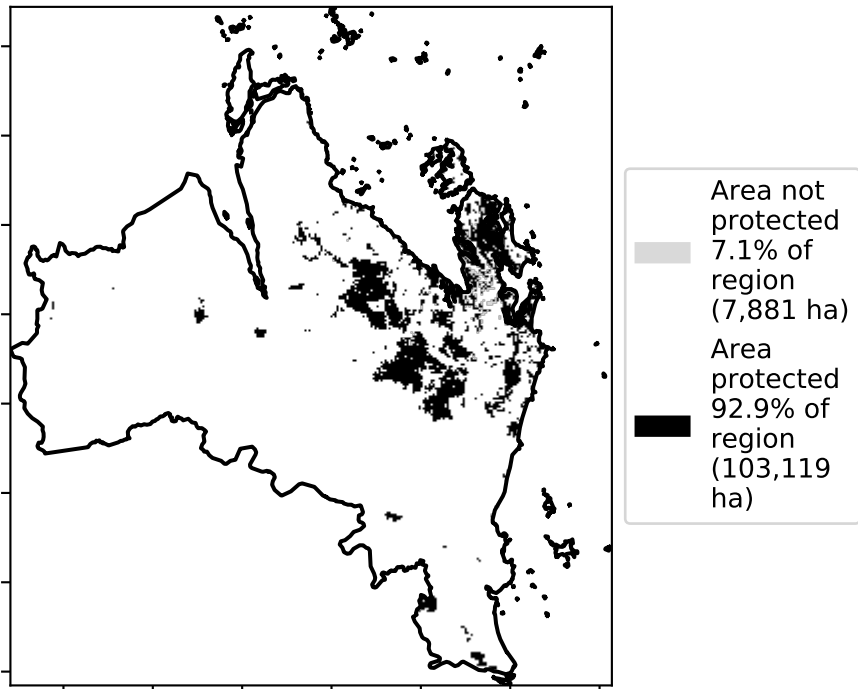 Area not
protected
7.1% of
region
(7,881 ha)
Area
protected
92.9% of
region
(103,119
ha)